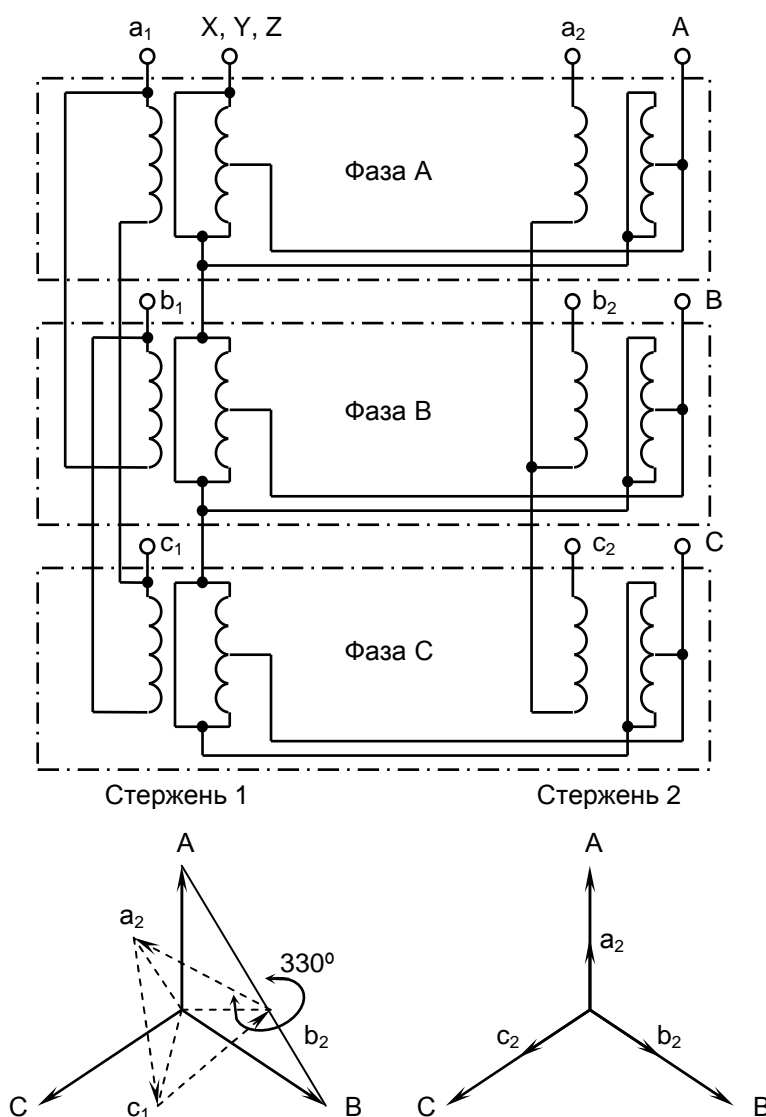 a₁ X, Y, Z a₂ A
Фаза А
b₁ b₂ B
Фаза В
c₁ c₂ C
Фаза С
Стержень 1 Стержень 2
A A
a₂ 330º a₂
b₂ c₂ b₂
C c₁ B C B